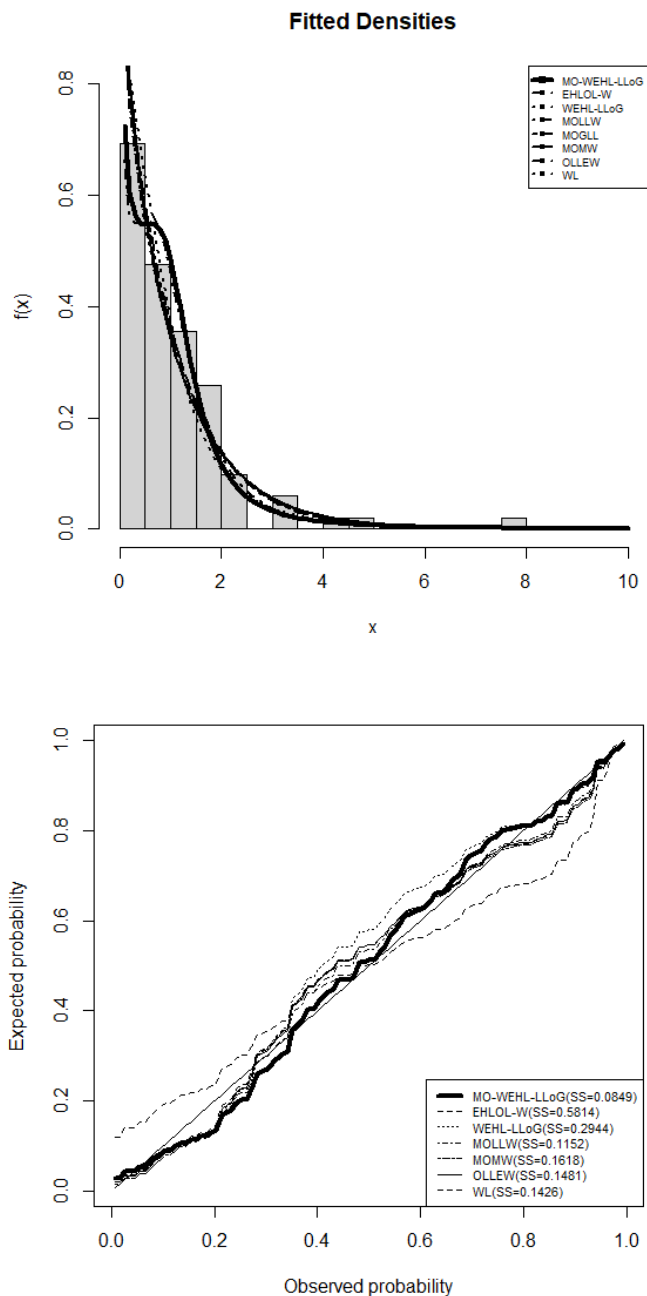 Fitted Densities
MO-WEHL-LLoG
EHLOL-W
WEHL-LLoG
MOLLW
MOGLL
MOMW
OLLEW
WL
f(x)
0.8
0.6
0.4
0.2
0.0
0 2 4 6 8 10
x
Expected probability
1.0
0.8
0.6
0.4
0.2
0.0
MO-WEHL-LLoG(SS=0.0849)
EHLOL-W(SS=0.5814)
WEHL-LLoG(SS=0.2944)
MOLLW(SS=0.1152)
MOMW(SS=0.1618)
OLLEW(SS=0.1481)
WL(SS=0.1426)
0.0 0.2 0.4 0.6 0.8 1.0
Observed probability